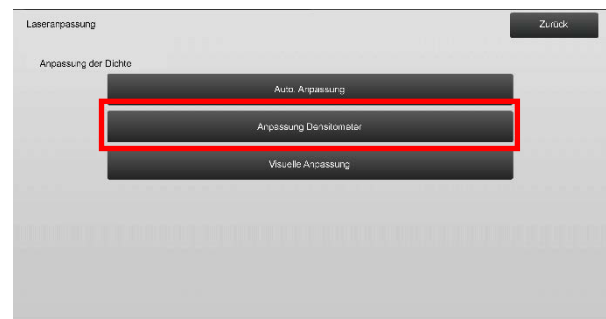 Laseranpassung
Zurück
Anpassung der Dichte
Auto. Anpassung
Anpassung Densitometer
Visuelle Anpassung